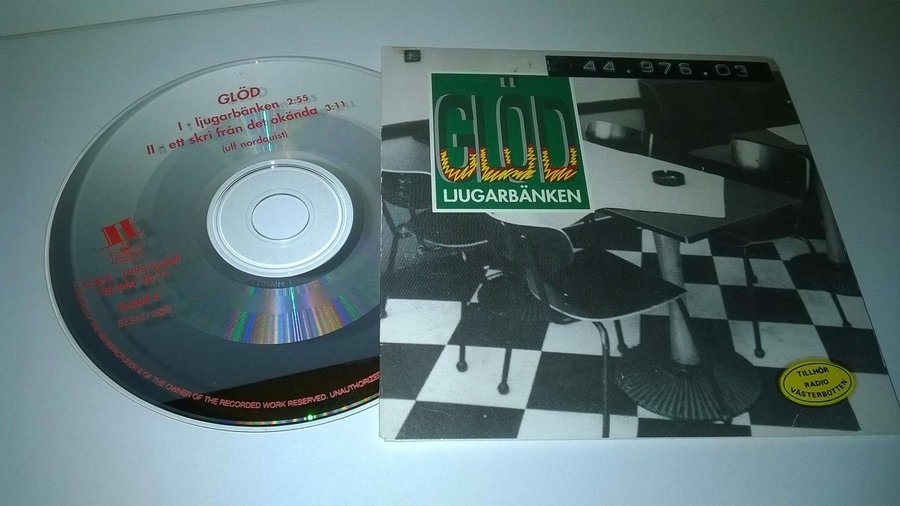 GLÖD
I - ljugarbänken 2:55
II - ett skri från det okända 3:11
(ulf nordquist)
OF THE MANUFACTURER & OF THE OWNER OF THE RECORDED WORK RESERVED. UNAUTHORIZED
44.976.03
GLÖD
LJUGARBÄNKEN
TILLHÖR
RADIO
VÄSTERBOTTEN